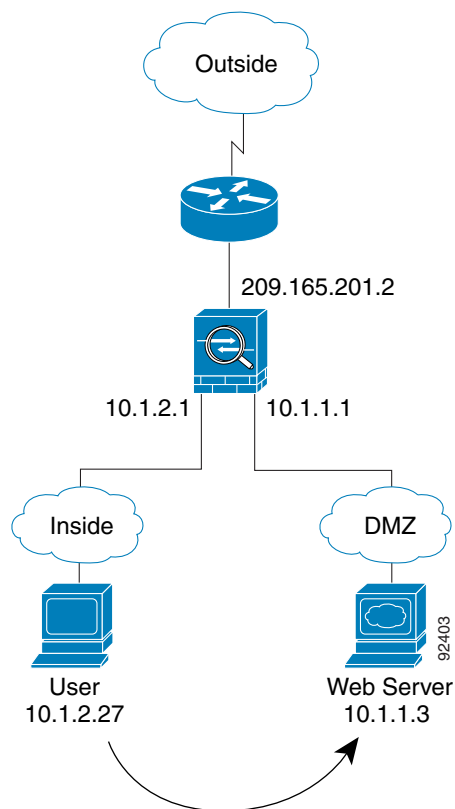 Outside
209.165.201.2
10.1.2.1
10.1.1.1
Inside
DMZ
92403
User
10.1.2.27
Web Server
10.1.1.3